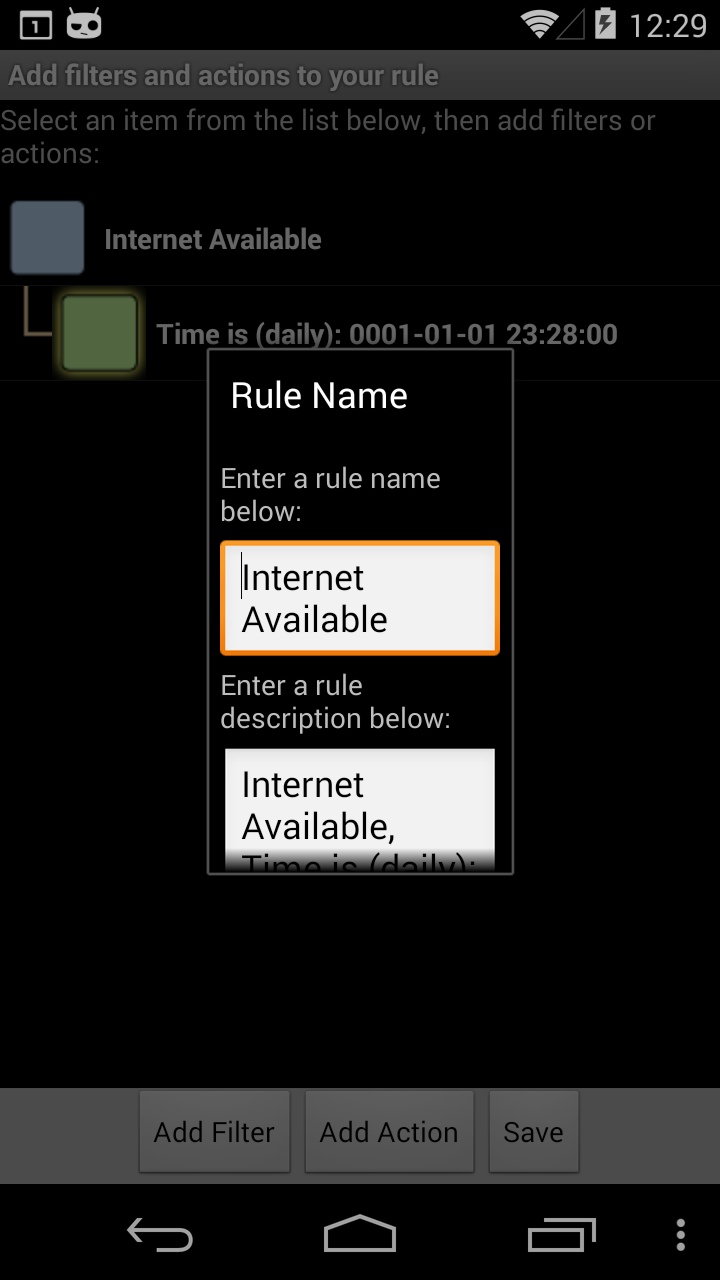 1
12:29
Add filters and actions to your rule
Select an item from the list below, then add filters or
actions:
Internet Available
Time is (daily): 0001-01-01 23:28:00
Rule Name
Enter a rule name
below:
Internet
Available
Enter a rule
description below:
Internet
Available,
Time is (daily):
Add Filter
Add Action
Save